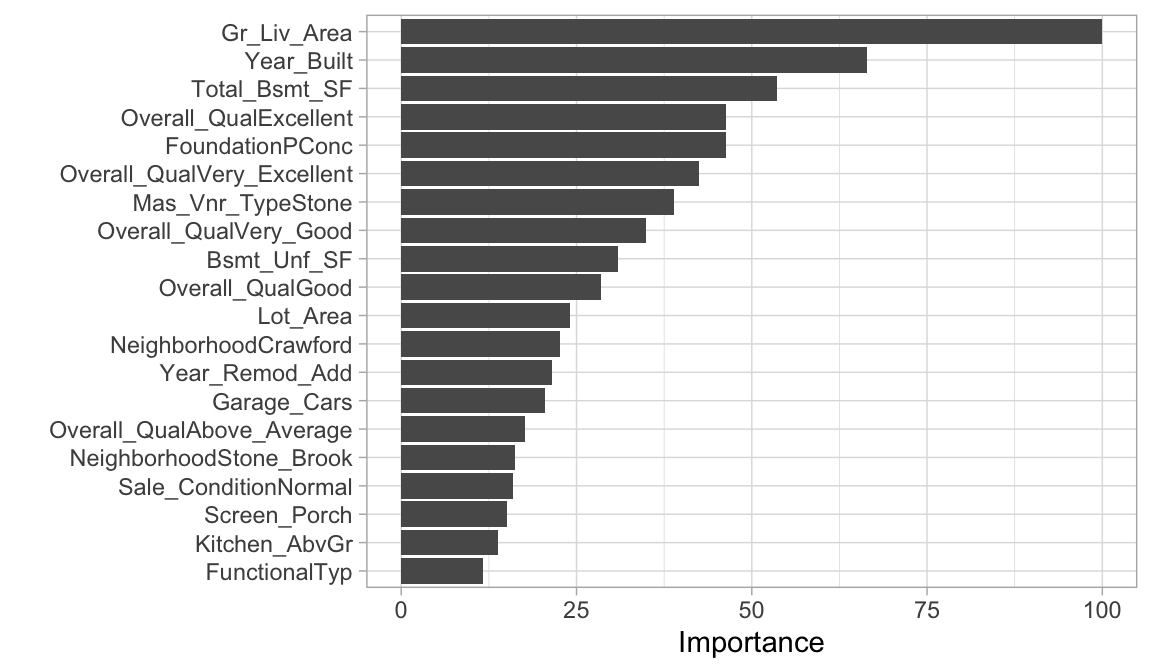 Gr_Liv_Area
Year_Built
Total_Bsmt_SF
Overall_QualExcellent
FoundationPConc
Overall_QualVery_Excellent
Mas_Vnr_TypeStone
Overall_QualVery_Good
Bsmt_Unf_SF
Overall_QualGood
Lot_Area
NeighborhoodCrawford
Year_Remod_Add
Garage_Cars
Overall_QualAbove_Average
NeighborhoodStone_Brook
Sale_ConditionNormal
Screen_Porch
Kitchen_AbvGr
FunctionalTyp
0 25 50 75 100
Importance